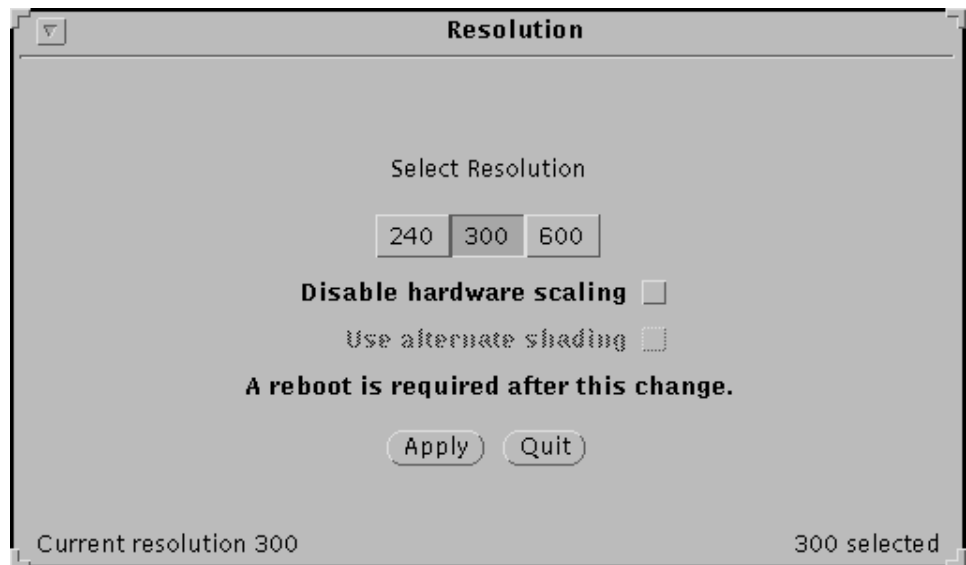 Resolution
Select Resolution
240 300 600
Disable hardware scaling
Use alternate shading
A reboot is required after this change.
Apply Quit
Current resolution 300 300 selected